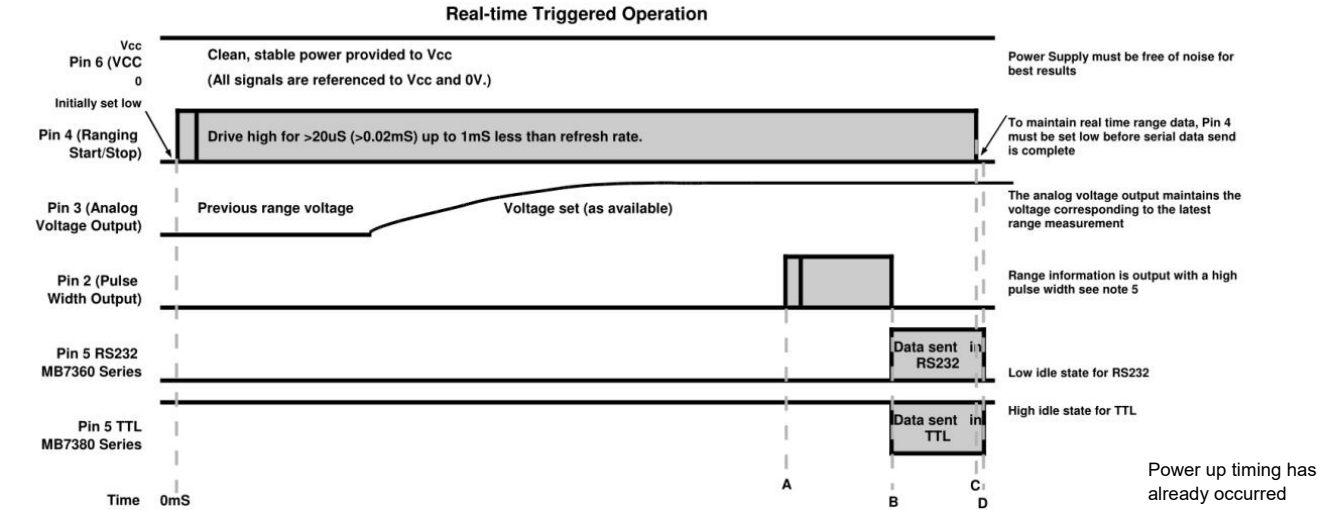 Real-time Triggered Operation
Vcc
Pin 6 (VCC
0
Clean, stable power provided to Vcc
(All signals are referenced to Vcc and 0V.)
Power Supply must be free of noise for
best results
Initially set low
Pin 4 (Ranging
Start/Stop)
Drive high for >20uS (>0.02mS) up to 1mS less than refresh rate.
To maintain real time range data, Pin 4
must be set low before serial data send
is complete
Pin 3 (Analog
Voltage Output)
Previous range voltage
Voltage set (as available)
The analog voltage output maintains the
voltage corresponding to the latest
range measurement
Pin 2 (Pulse
Width Output)
Range information is output with a high
pulse width see note 5
Pin 5 RS232
MB7360 Series
Data sent in
RS232
Low idle state for RS232
Pin 5 TTL
MB7380 Series
Data sent in
TTL
High idle state for TTL
Power up timing has
already occurred
Time 0mS
A
B
C
D